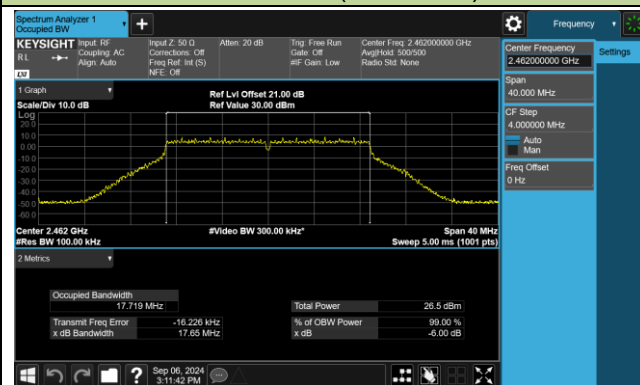 Spectrum Analyzer 1
Occupied BW
Frequency
KEYSIGHT
Input: RF
Coupling: AC
Align: Auto
RL
LXI
Input Z: 50 Ω
Corrections: Off
Freq Ref: Int (S)
NFE: Off
Atten: 20 dB
Trig: Free Run
Gate: Off
#IF Gain: Low
Center Freq: 2.462000000 GHz
Avg|Hold: 500/500
Radio Std: None
Center Frequency
2.462000000 GHz
Settings
Span
40.000 MHz
CF Step
4.000000 MHz
Auto
Man
Freq Offset
0 Hz
1 Graph
Scale/Div 10.0 dB
Ref Lvl Offset 21.00 dB
Ref Value 30.00 dBm
Log
20.0
10.0
0.00
-10.0
-20.0
-30.0
-40.0
-50.0
-60.0
Center 2.462 GHz
#Res BW 100.00 kHz
#Video BW 300.00 kHz*
Span 40 MHz
Sweep 5.00 ms (1001 pts)
2 Metrics
Occupied Bandwidth
17.719 MHz
Total Power 26.5 dBm
Transmit Freq Error -16.226 kHz
% of OBW Power 99.00 %
x dB Bandwidth 17.65 MHz
x dB -6.00 dB
Sep 06, 2024
3:11:42 PM